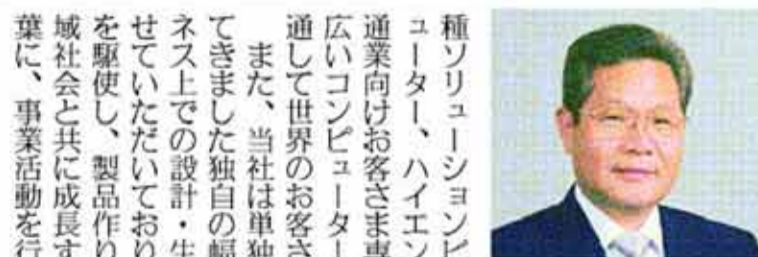 種ソリューションビ
ューター、ハイエン
通業向けお客さま専
広いコンピューター
通して世界のお客さ
また、当社は単独
てきました独自の幅
ネス上での設計・生
せていただいており
を駆使し、製品作り
域社会と共に成長す
葉に、事業活動を行